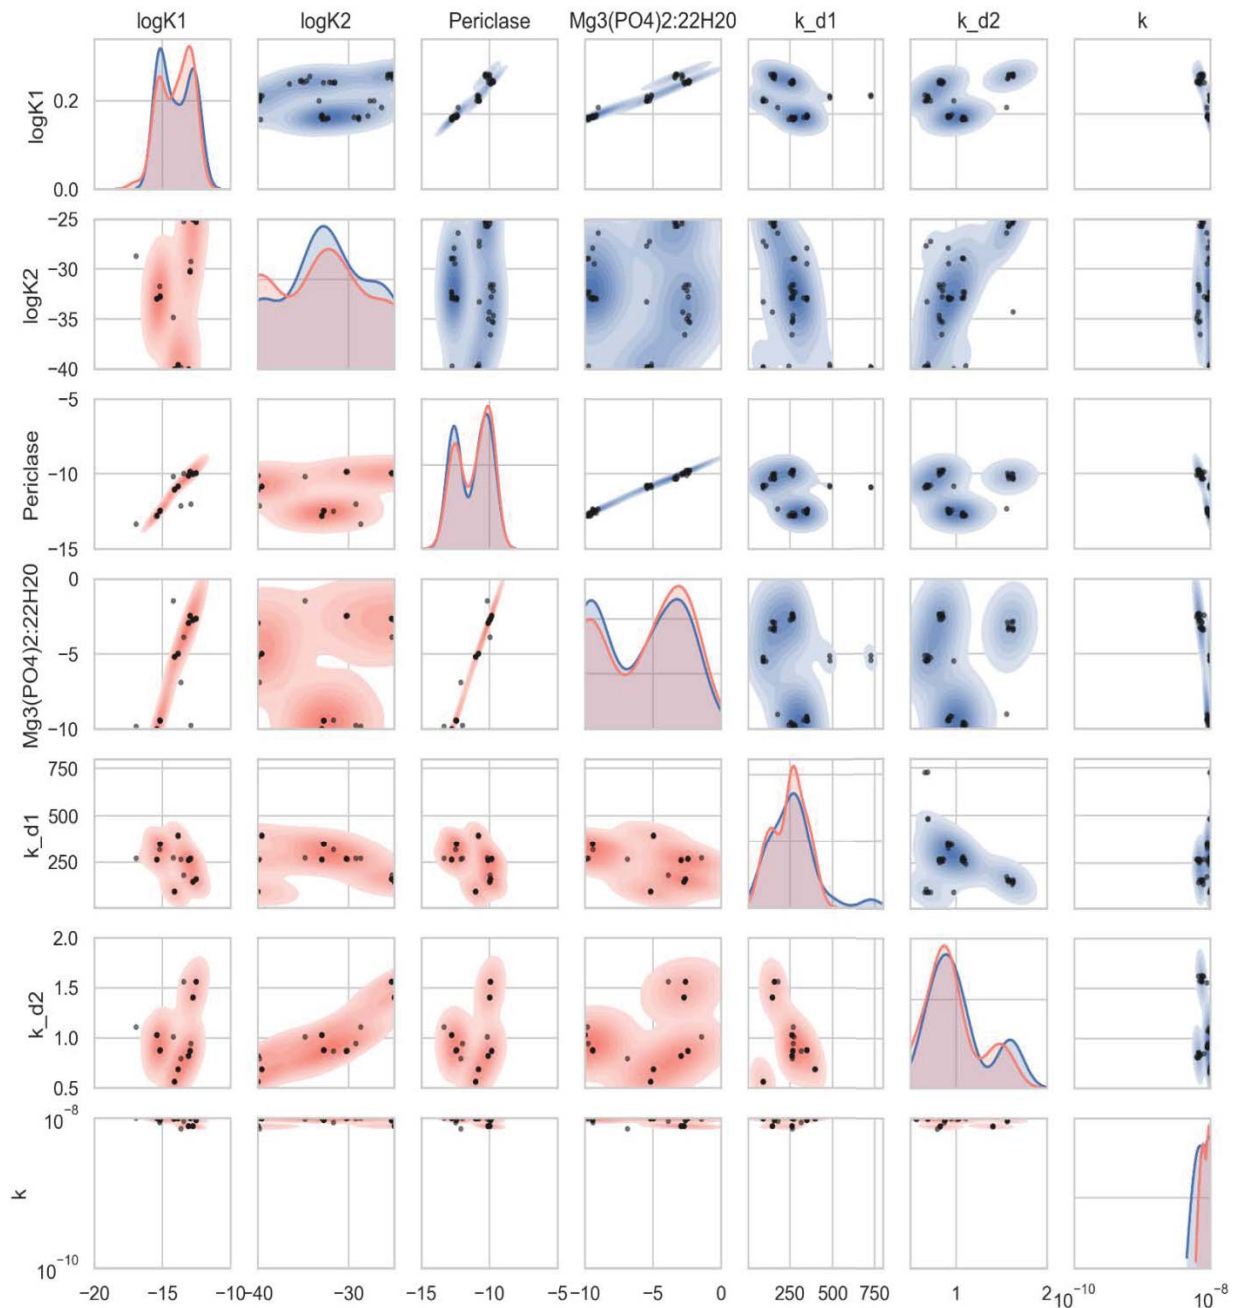 logK1 logK2 Periclase Mg3(PO4)2:22H20 k_d1 k_d2 k
logK1
0.2
0.0
logK2
−25
−30
−35
−40
Periclase
−5
−10
−15
Mg3(PO4)2:22H20
0
−5
−10
k_d1
750
500
250
k_d2
2.0
1.5
1.0
0.5
k
10−8
10−10
−20 −15 −10 −40 −30 −15 −10 −5 −10 −5 0 250 500 750 1 2 10−10 10−8